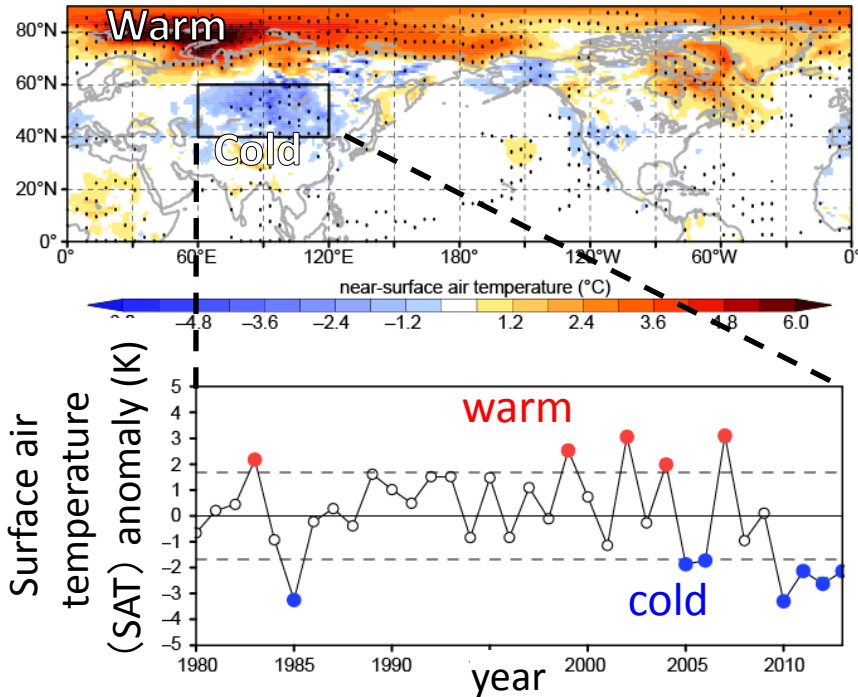 Warm
80°N
60°N
40°N
Cold
20°N
0°
0° 60°E 120°E 180° 120°W 60°W 0°
near-surface air temperature (°C)
−4.8 −3.6 −2.4 −1.2 1.2 2.4 3.6 4.8 6.0
Surface air
temperature
(SAT) anomaly (K)
5
4
warm
3
2
1
0
−1
−2
−3
cold
−4
−5
1980 1985 1990 2000 2005 2010
year